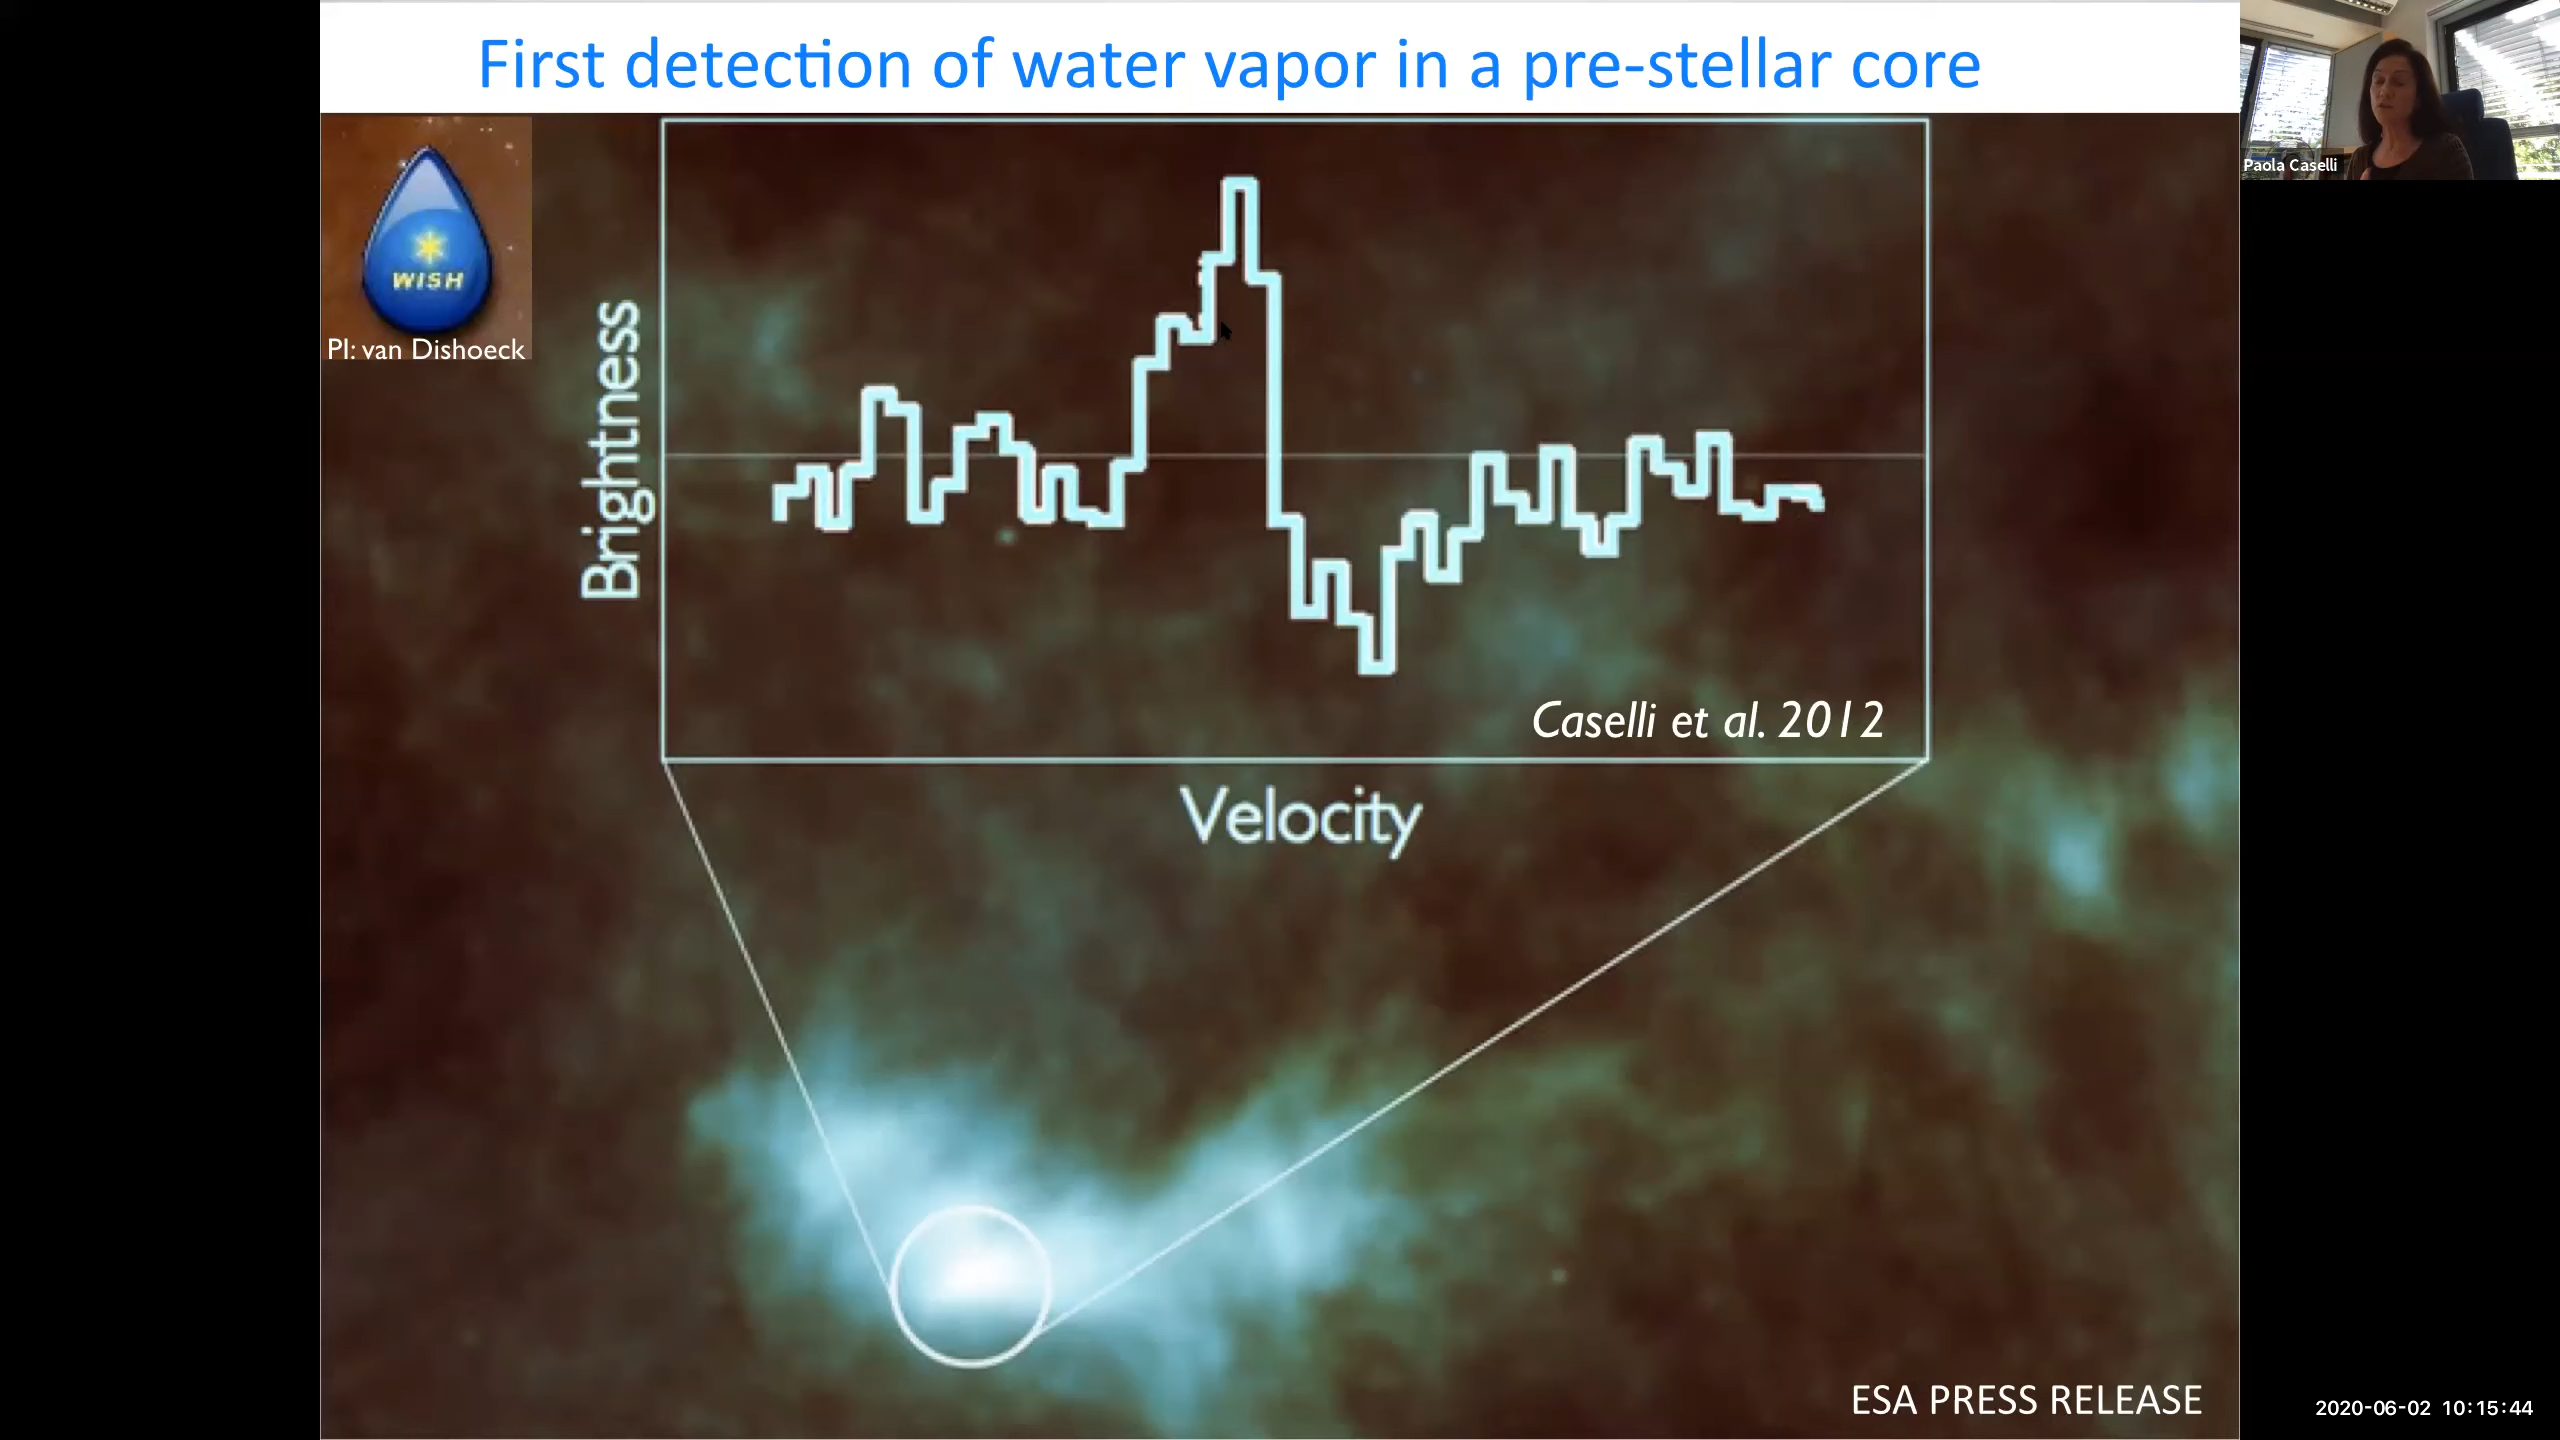 First detection of water vapor in a pre-stellar core
Paola Caselli
WISH
PI: van Dishoeck
Brightness
Caselli et al. 2012
Velocity
ESA PRESS RELEASE
2020-06-02 10:15:44